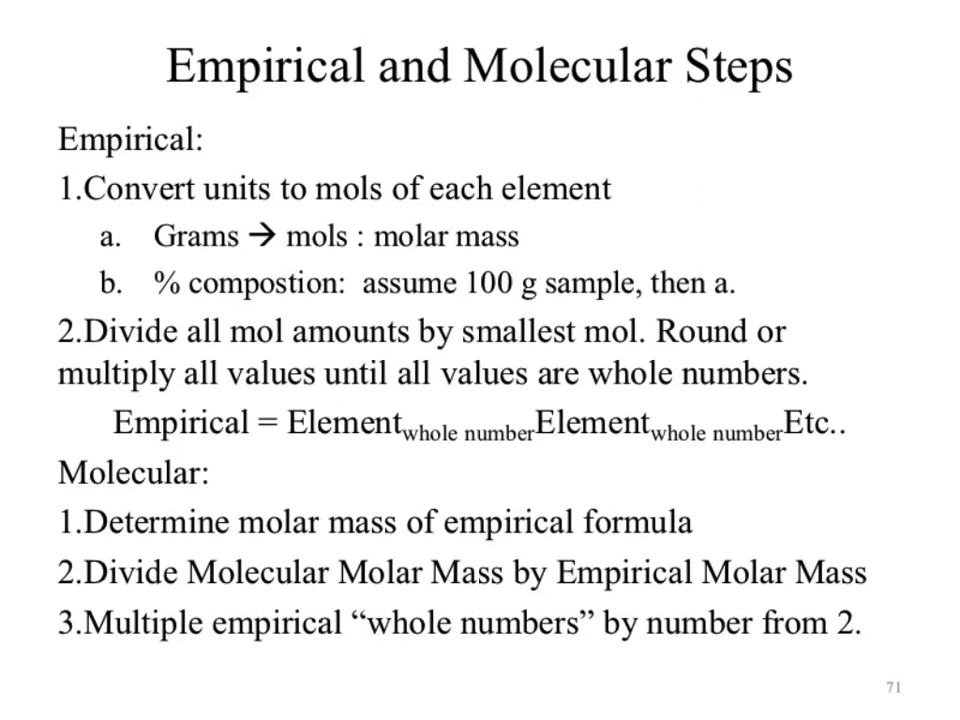 Empirical and Molecular Steps
Empirical:
1.Convert units to mols of each element
a. Grams → mols : molar mass
b. % compostion: assume 100 g sample, then a.
2.Divide all mol amounts by smallest mol. Round or
multiply all values until all values are whole numbers.
Empirical = Elementwhole numberElementwhole numberEtc..
Molecular:
1.Determine molar mass of empirical formula
2.Divide Molecular Molar Mass by Empirical Molar Mass
3.Multiple empirical “whole numbers” by number from 2.
71